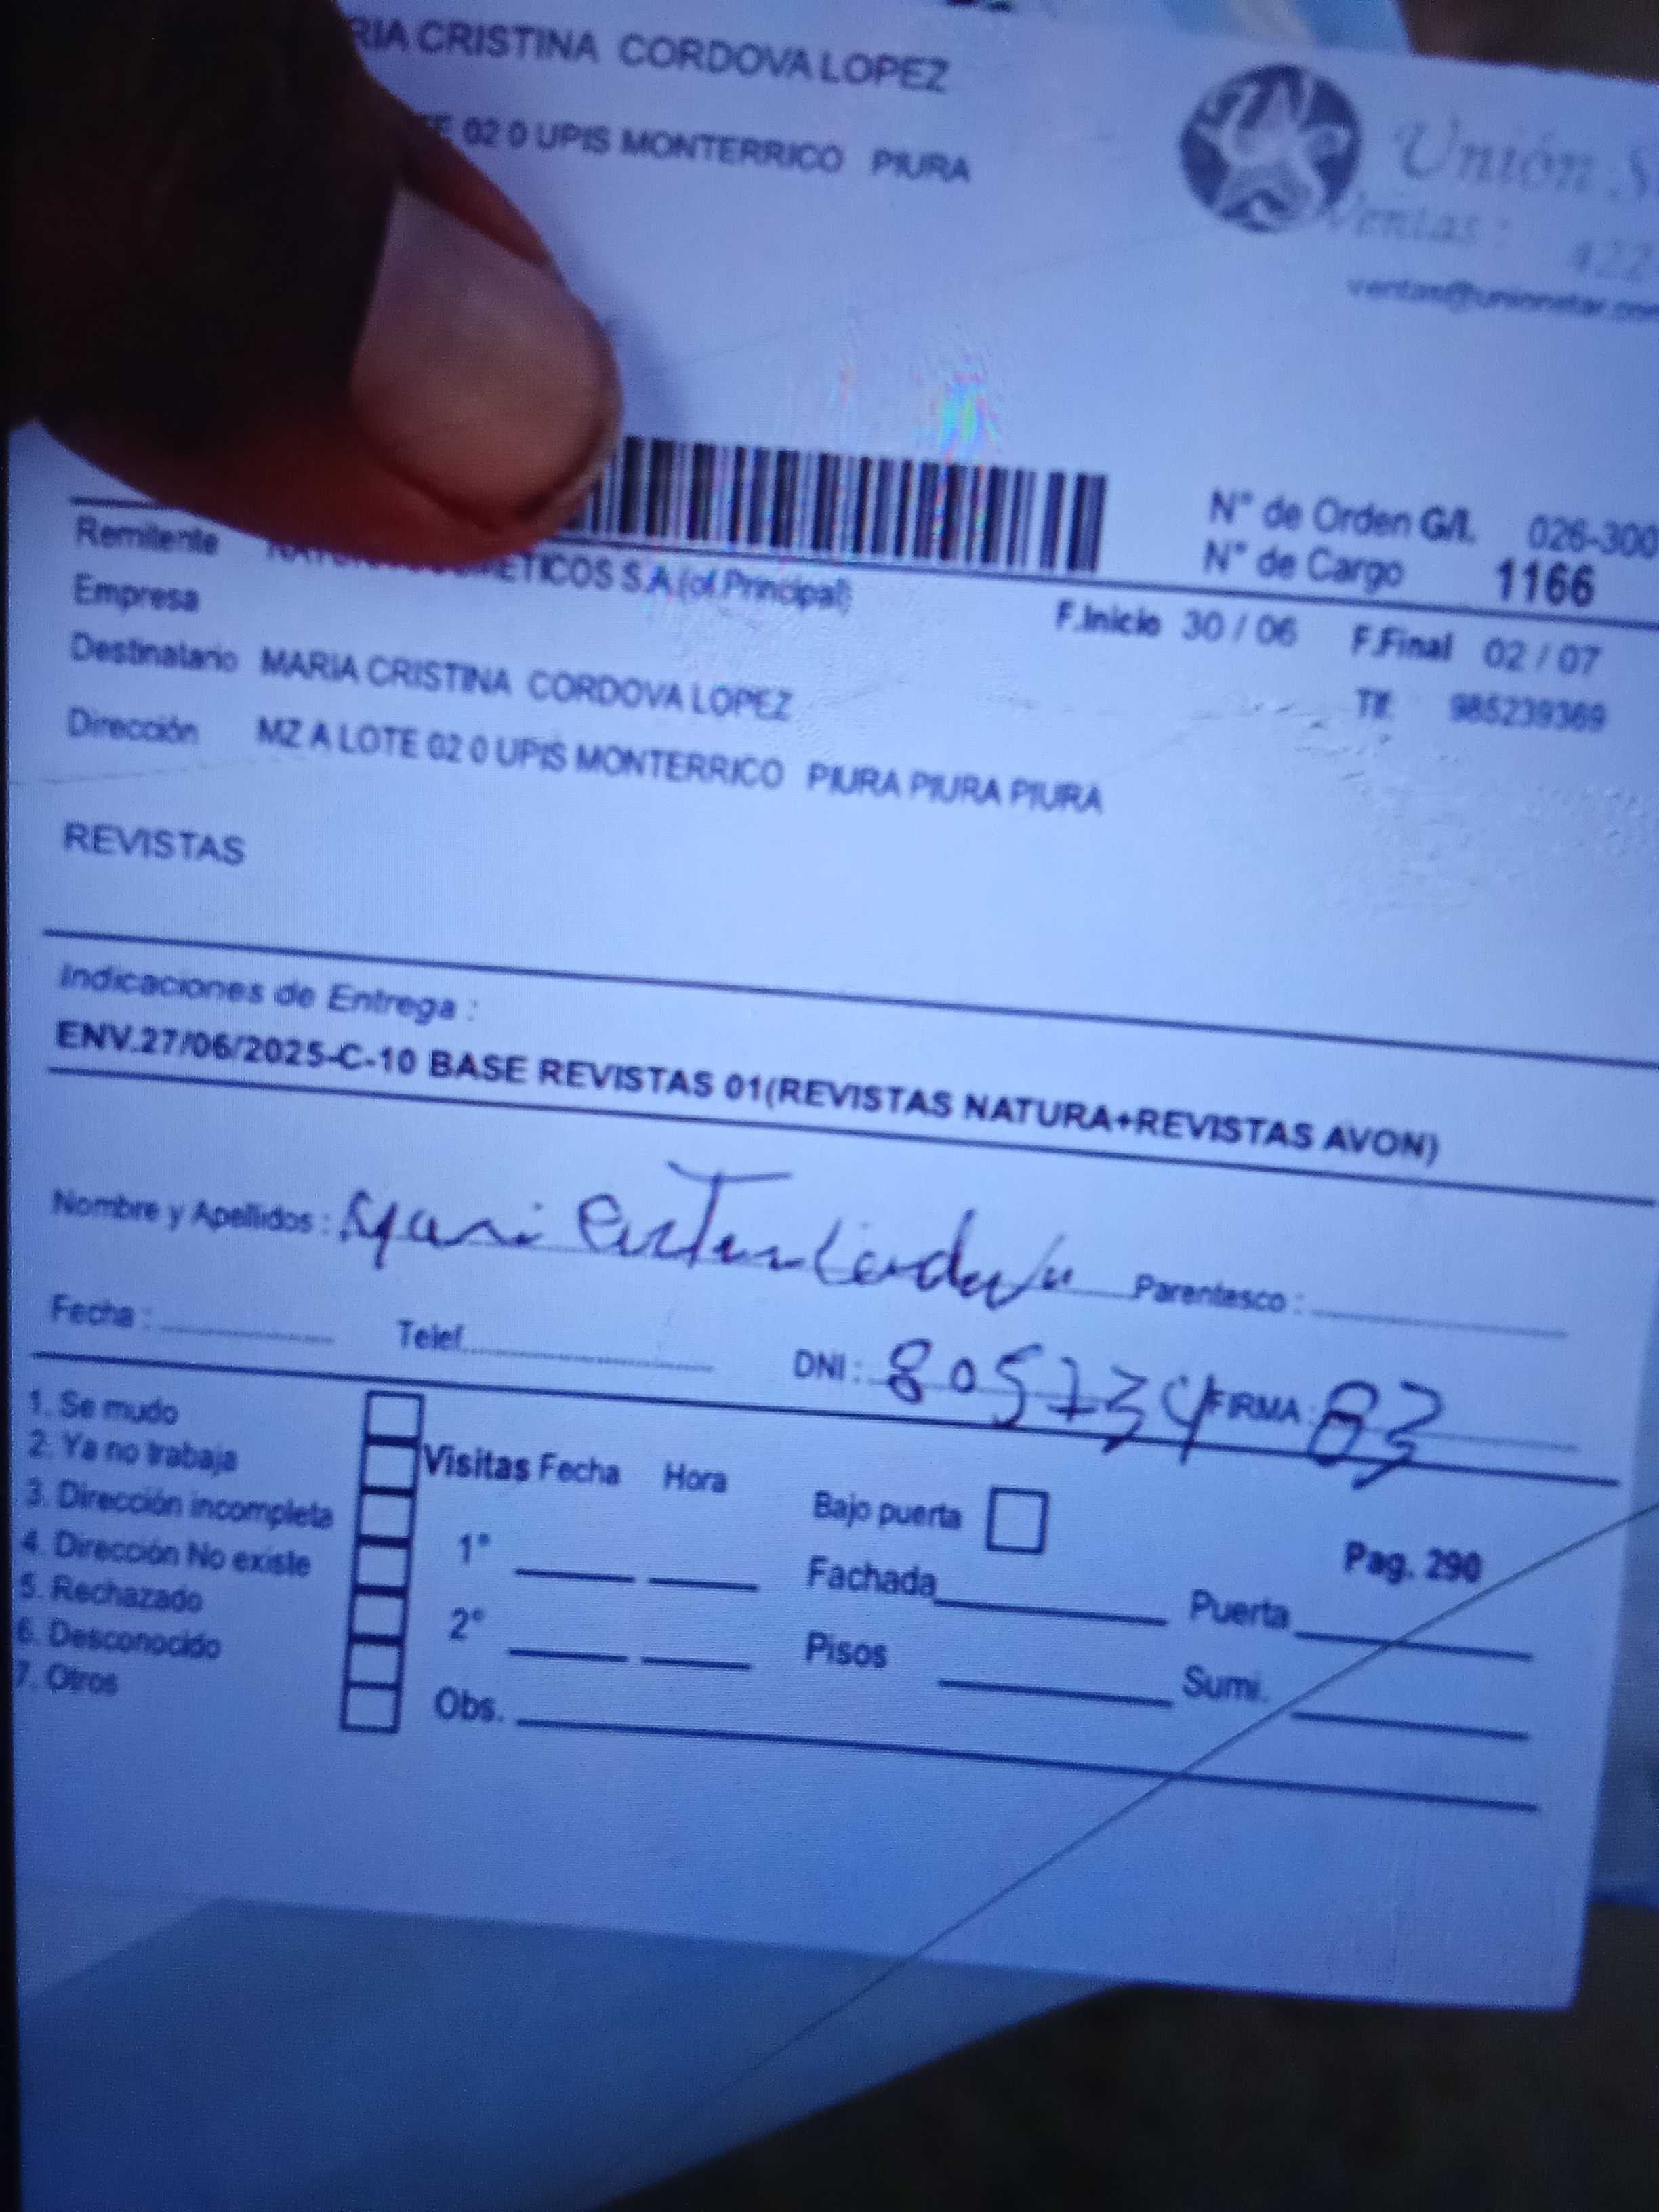 RIA CRISTINA CORDOVA LOPEZ
E 02 0 UPIS MONTERRICO PIURA
Unión S
Ventas : 422-
ventas@unionstar.com
N° de Orden G/I. 026-300
N° de Cargo 1166
Remitente ETICOS S.A.(of.Principal)
F.Inicio 30 / 06 F.Final 02 / 07
Empresa
Tlf. 985239369
Destinatario MARIA CRISTINA CORDOVA LOPEZ
Dirección MZ A LOTE 02 0 UPIS MONTERRICO PIURA PIURA PIURA
REVISTAS
Indicaciones de Entrega :
ENV.27/06/2025-C-10 BASE REVISTAS 01(REVISTAS NATURA+REVISTAS AVON)
Nombre y Apellidos : Parentesco :
Fecha : Telef. DNI : 805734 FIRMA : 83
1. Se mudo
2. Ya no trabaja
3. Dirección incompleta
4. Dirección No existe
5. Rechazado
6. Desconocido
7. Otros
Visitas Fecha Hora
1°
2°
Obs.
Bajo puerta
Pag. 290
Fachada Puerta
Pisos Sumi.